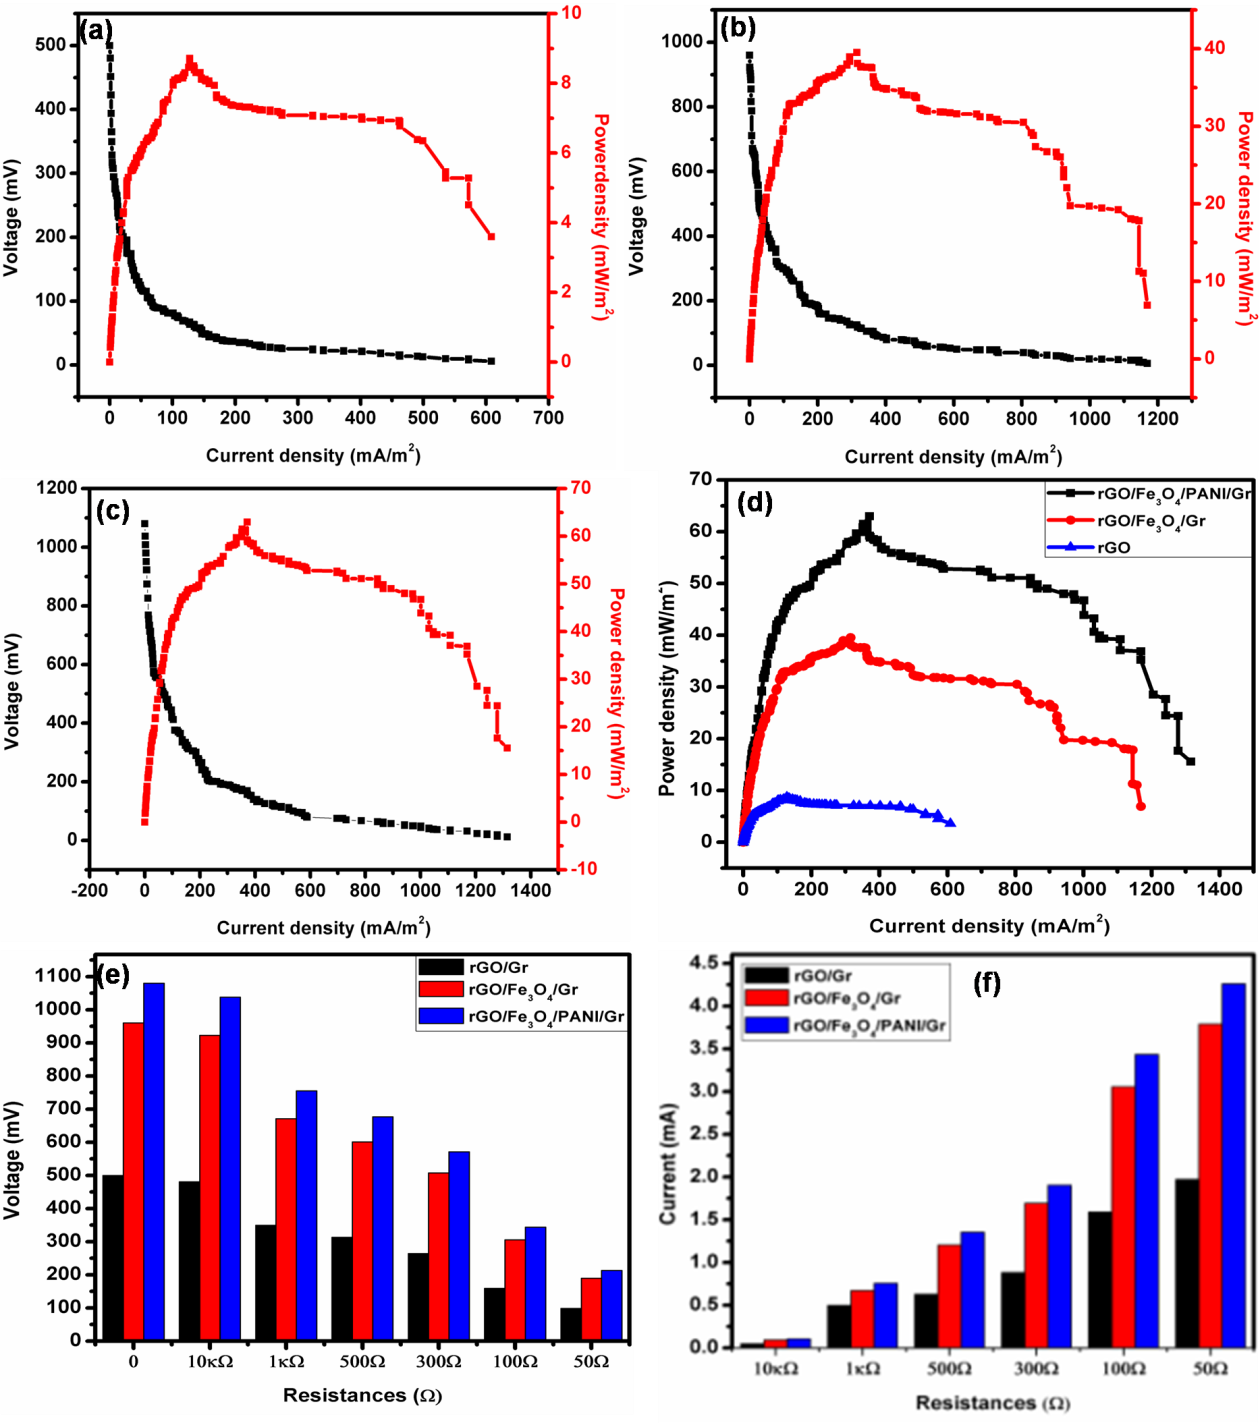 (a)
500
400
300
200
100
0
Voltage (mV)
10
8
6
4
2
0
Powerdensity (mW/m²)
0 100 200 300 400 500 600 700
Current density (mA/m²)
(b)
1000
800
600
400
200
0
Voltage (mV)
40
30
20
10
0
Power density (mW/m²)
0 200 400 600 800 1000 1200
Current density (mA/m²)
(c)
1200
1000
800
600
400
200
0
Voltage (mV)
70
60
50
40
30
20
10
0
-10
Power density (mW/m²)
-200 0 200 400 600 800 1000 1200 1400
Current density (mA/m²)
(d)
rGO/Fe₃O₄/PANI/Gr
rGO/Fe₃O₄/Gr
rGO
70
60
50
40
30
20
10
0
Power density (mW/m²)
0 200 400 600 800 1000 1200 1400
Current density (mA/m²)
(e)
rGO/Gr
rGO/Fe₃O₄/Gr
rGO/Fe₃O₄/PANI/Gr
1100
1000
900
800
700
600
500
400
300
200
100
0
Voltage (mV)
0 10κΩ 1κΩ 500Ω 300Ω 100Ω 50Ω
Resistances (Ω)
(f)
rGO/Gr
rGO/Fe₃O₄/Gr
rGO/Fe₃O₄/PANI/Gr
4.5
4.0
3.5
3.0
2.5
2.0
1.5
1.0
0.5
0.0
Current (mA)
10κΩ 1κΩ 500Ω 300Ω 100Ω 50Ω
Resistances (Ω)